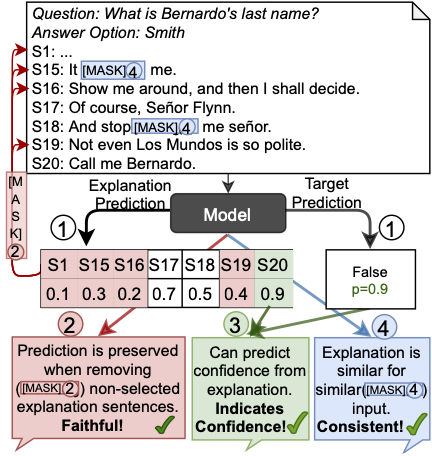 Question: What is Bernardo's last name?
Answer Option: Smith
S1: ...
S15: It [MASK] 4 me.
S16: Show me around, and then I shall decide.
S17: Of course, Señor Flynn.
S18: And stop [MASK] 4 me señor.
S19: Not even Los Mundos is so polite.
S20: Call me Bernardo.
[MASK] 2
Explanation Prediction
Target Prediction
1
Model
1
S1 S15 S16 S17 S18 S19 S20
0.1 0.3 0.2 0.7 0.5 0.4 0.9
False
p=0.9
2
Prediction is preserved
when removing
([MASK] 2) non-selected
explanation sentences.
Faithful!
3
Can predict
confidence from
explanation.
Indicates
Confidence!
4
Explanation is
similar for
similar([MASK] 4)
input.
Consistent!